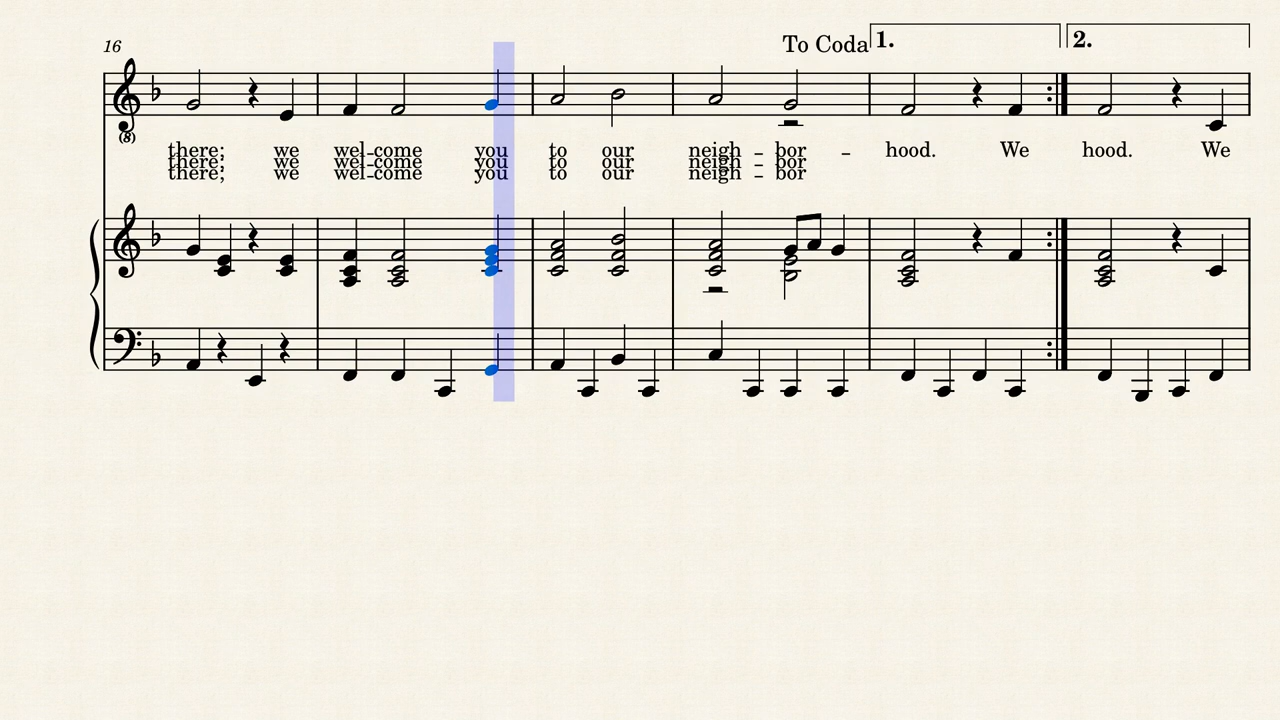 16 To Coda 1. 2.
(8)
there; we wel-come you to our neigh - bor - hood. We hood. We
there; we wel-come you to our neigh - bor
there; we wel-come you to our neigh - bor